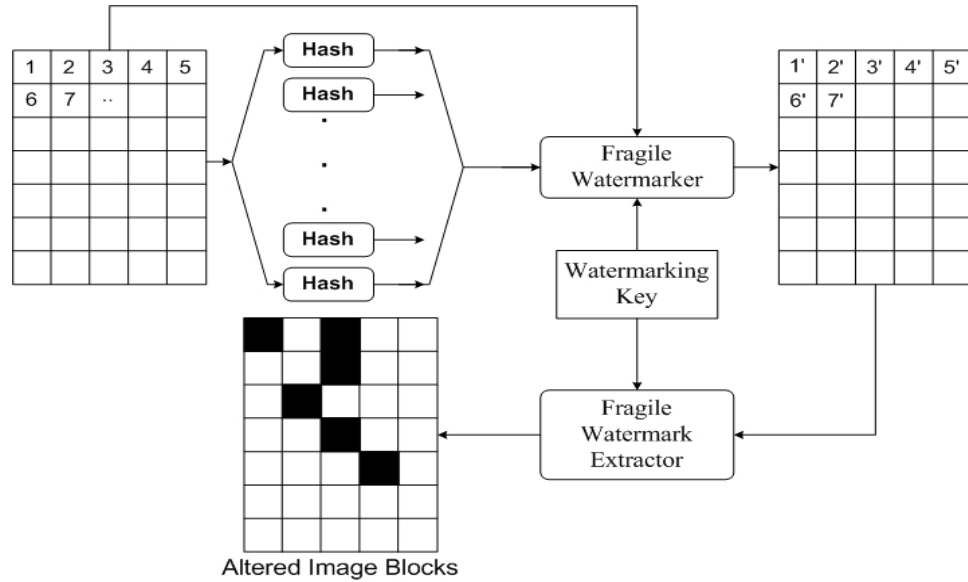 1 2 3 4 5
6 7 ..
Hash
Hash
.
.
.
Hash
Hash
Fragile
Watermarker
Watermarking
Key
Fragile
Watermark
Extractor
1' 2' 3' 4' 5'
6' 7'
Altered Image Blocks